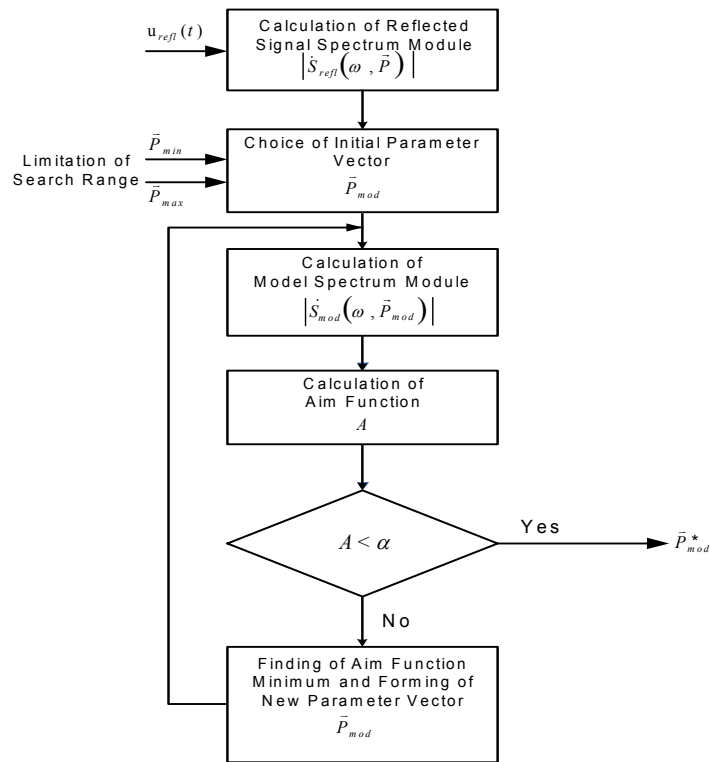 u_refl(t)
Calculation of Reflected
Signal Spectrum Module
|Ṡ_refl(ω , P⃗)|
Limitation of
Search Range
P⃗_min
P⃗_max
Choice of Initial Parameter
Vector
P⃗_mod
Calculation of
Model Spectrum Module
|Ṡ_mod(ω , P⃗_mod)|
Calculation of
Aim Function
A
A < α
Yes
P⃗*_mod
No
Finding of Aim Function
Minimum and Forming of
New Parameter Vector
P⃗_mod